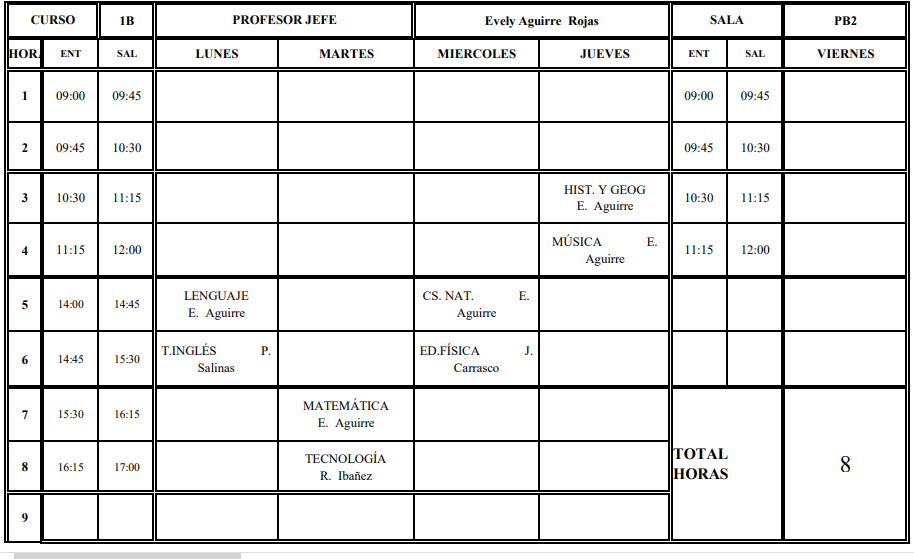 CURSO 1B PROFESOR JEFE Evely Aguirre Rojas SALA PB2
HORA ENT SAL LUNES MARTES MIERCOLES JUEVES ENT SAL VIERNES
1 09:00 09:45 09:00 09:45
2 09:45 10:30 09:45 10:30
3 10:30 11:15 HIST. Y GEOG E. Aguirre 10:30 11:15
4 11:15 12:00 MÚSICA E. Aguirre 11:15 12:00
5 14:00 14:45 LENGUAJE E. Aguirre CS. NAT. E. Aguirre
6 14:45 15:30 T.INGLÉS P. Salinas ED.FÍSICA J. Carrasco
7 15:30 16:15 MATEMÁTICA E. Aguirre
8 16:15 17:00 TECNOLOGÍA R. Ibañez
TOTAL HORAS 8
9